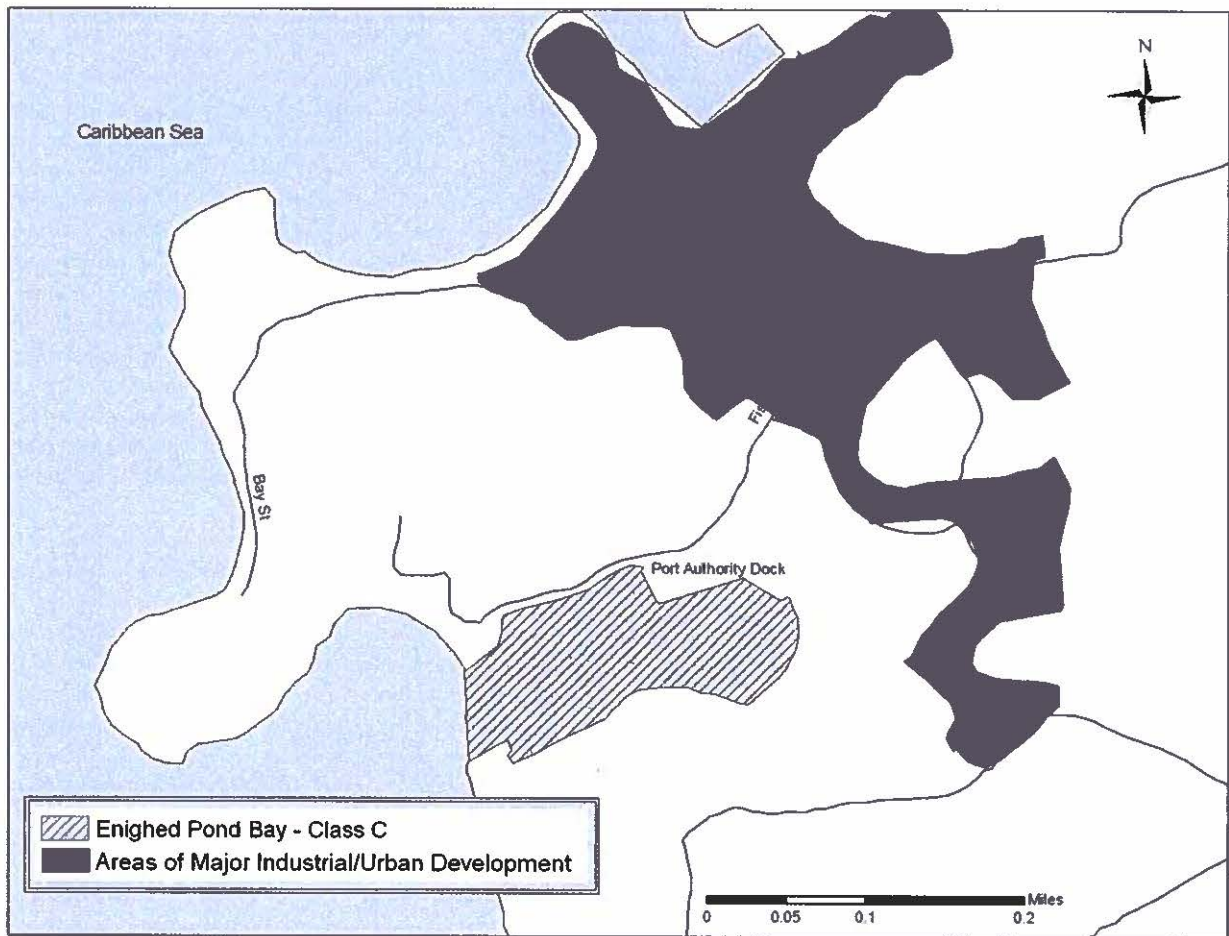 N
Caribbean Sea
Bay St
Port Authority Dock
Enighed Pond Bay - Class C
Areas of Major Industrial/Urban Development
Miles
0 0.05 0.1 0.2